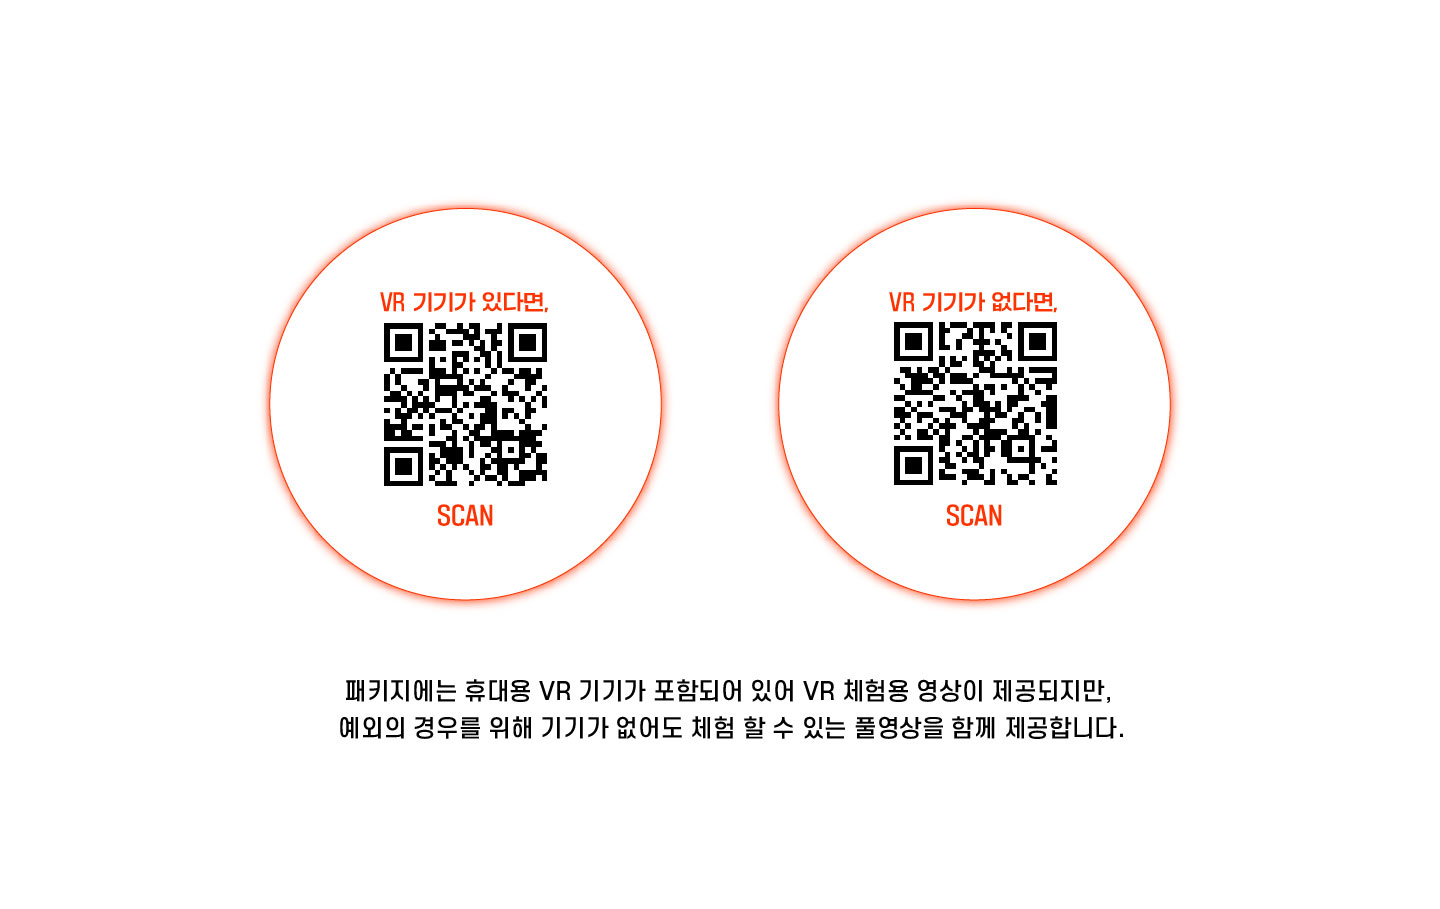 VR 기기가 있다면,
SCAN
VR 기기가 없다면,
SCAN
패키지에는 휴대용 VR 기기가 포함되어 있어 VR 체험용 영상이 제공되지만,
예외의 경우를 위해 기기가 없어도 체험 할 수 있는 풀영상을 함께 제공합니다.